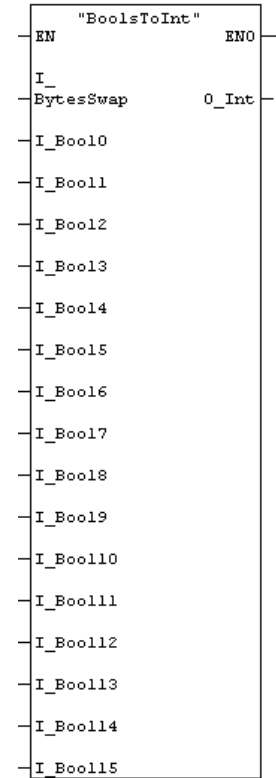 "BoolsToInt"
EN ENO
I_
BytesSwap O_Int
I_Bool0
I_Bool1
I_Bool2
I_Bool3
I_Bool4
I_Bool5
I_Bool6
I_Bool7
I_Bool8
I_Bool9
I_Bool10
I_Bool11
I_Bool12
I_Bool13
I_Bool14
I_Bool15